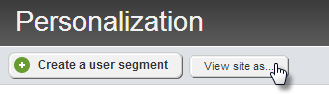 Personalization
Create a user segment
View site as...